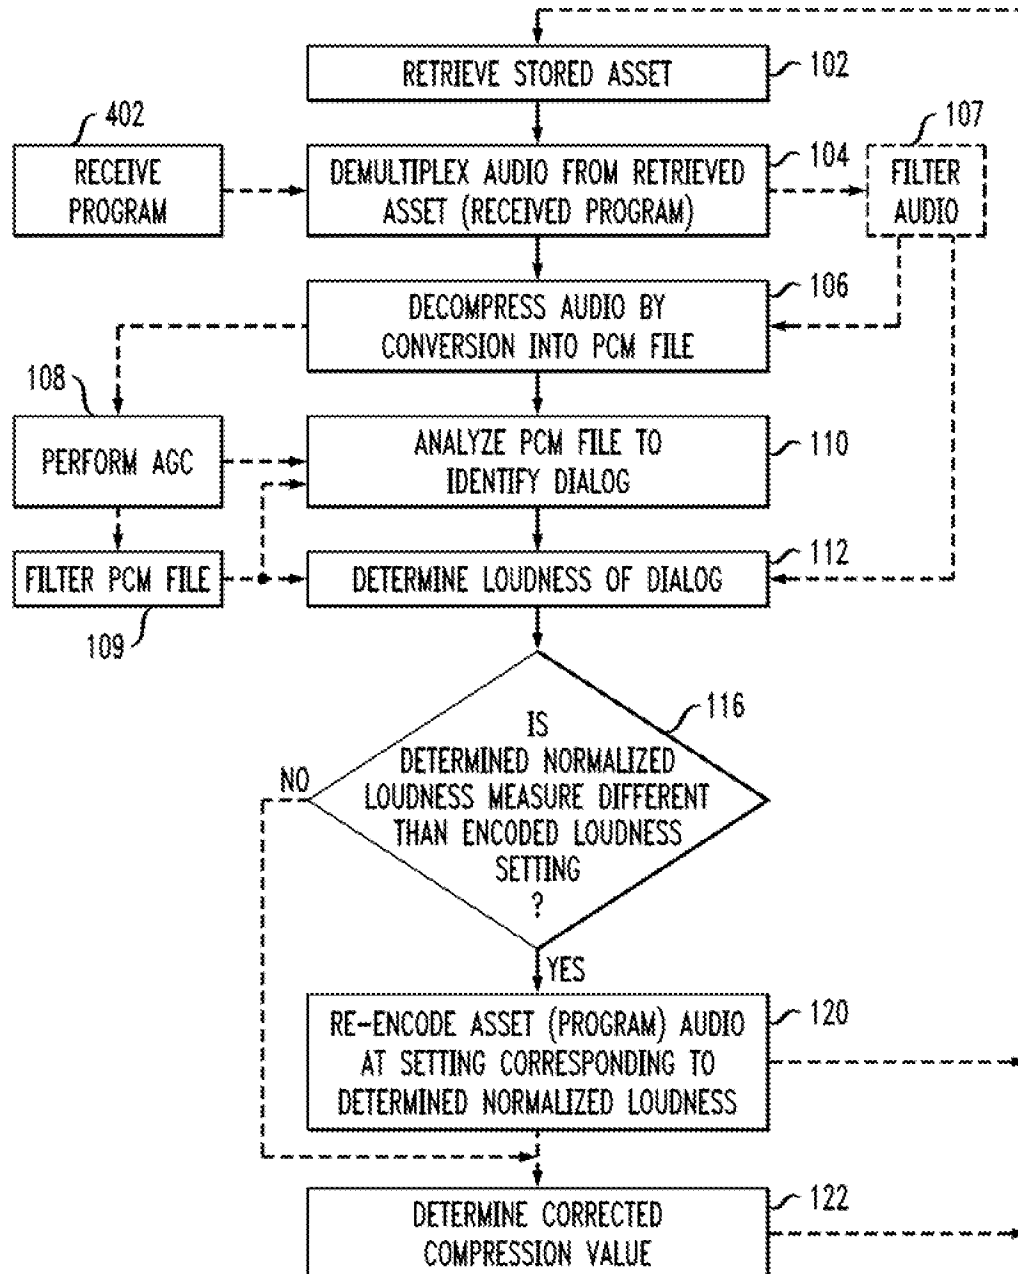 RETRIEVE STORED ASSET
102
402
RECEIVE
PROGRAM
DEMULTIPLEX AUDIO FROM RETRIEVED
ASSET (RECEIVED PROGRAM)
104
107
FILTER
AUDIO
DECOMPRESS AUDIO BY
CONVERSION INTO PCM FILE
106
108
PERFORM AGC
ANALYZE PCM FILE TO
IDENTIFY DIALOG
110
FILTER PCM FILE
109
DETERMINE LOUDNESS OF DIALOG
112
IS
DETERMINED NORMALIZED
LOUDNESS MEASURE DIFFERENT
THAN ENCODED LOUDNESS
SETTING
?
116
NO
YES
RE-ENCODE ASSET (PROGRAM) AUDIO
AT SETTING CORRESPONDING TO
DETERMINED NORMALIZED LOUDNESS
120
DETERMINE CORRECTED
COMPRESSION VALUE
122